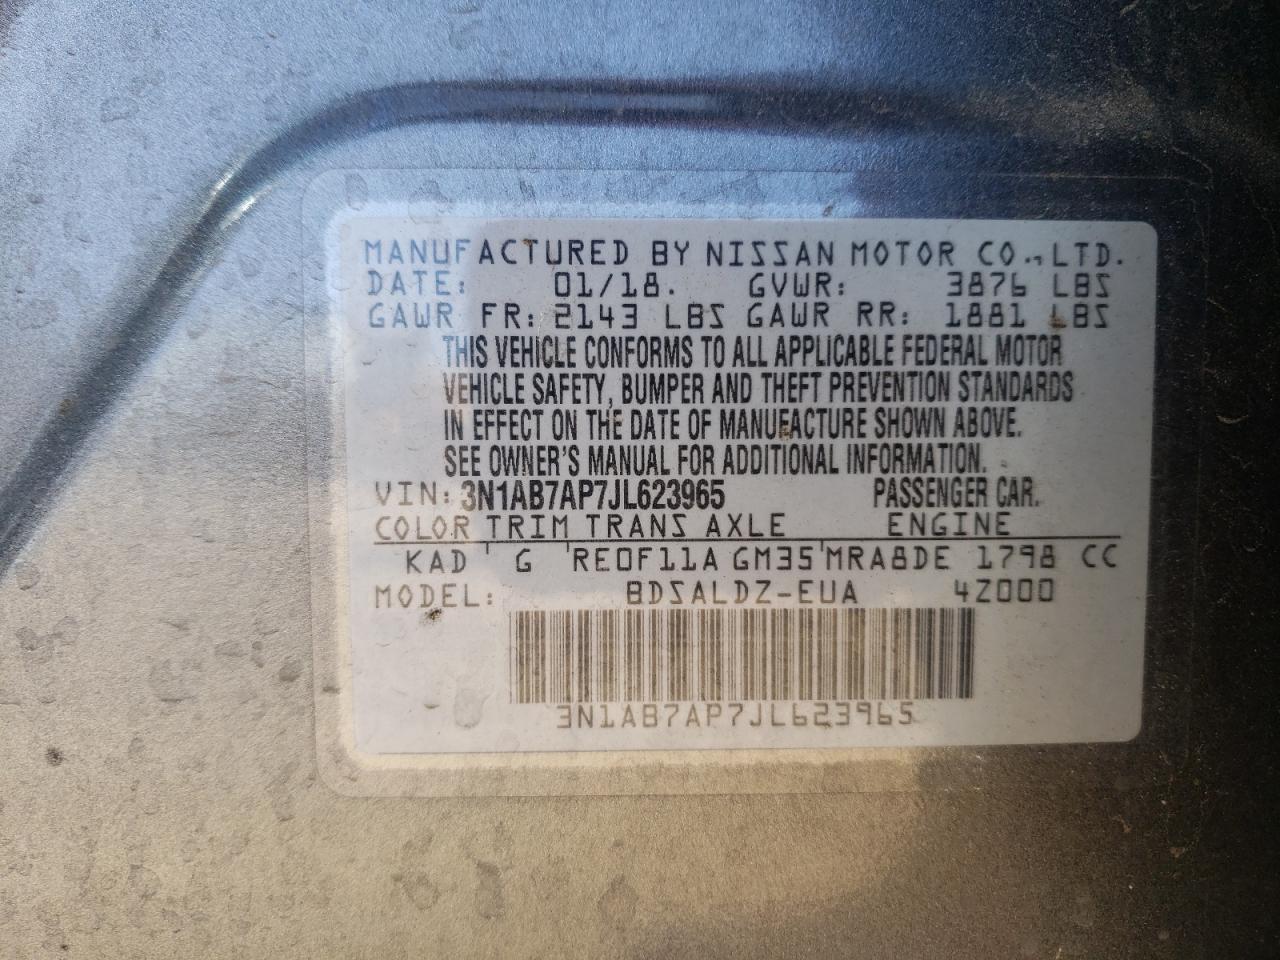 MANUFACTURED BY NISSAN MOTOR CO., LTD.
DATE: 01/18. GVWR: 3876 LBS
GAWR FR: 2143 LBS GAWR RR: 1881 LBS
THIS VEHICLE CONFORMS TO ALL APPLICABLE FEDERAL MOTOR
VEHICLE SAFETY, BUMPER AND THEFT PREVENTION STANDARDS
IN EFFECT ON THE DATE OF MANUFACTURE SHOWN ABOVE.
SEE OWNER'S MANUAL FOR ADDITIONAL INFORMATION.
VIN: 3N1AB7AP7JL623965 PASSENGER CAR.
COLOR TRIM TRANS AXLE ENGINE
KAD G RE0F11A GM35 MRA8DE 1798 CC
MODEL: BDSALDZ-EUA 4Z000
3N1AB7AP7JL623965